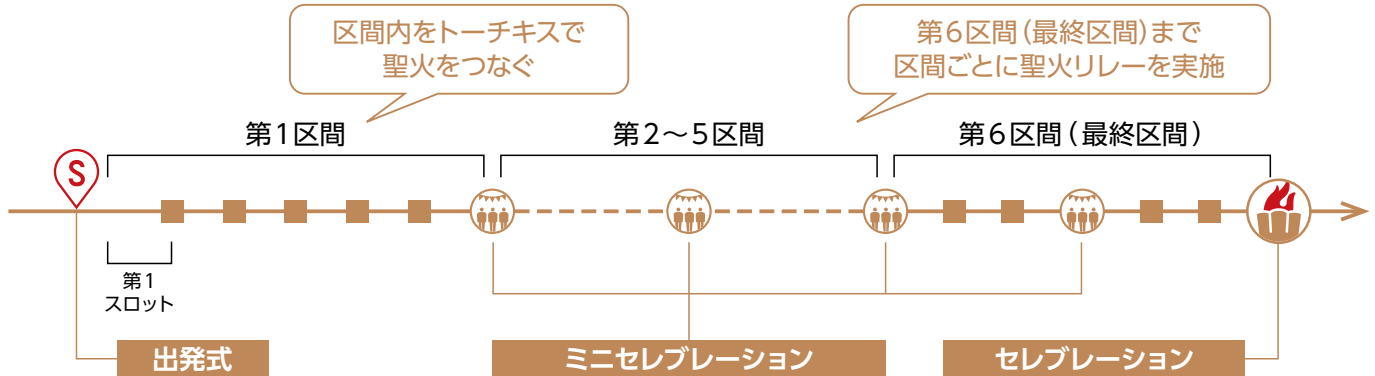 区間内をトーチキスで
聖火をつなぐ
第6区間(最終区間)まで
区間ごとに聖火リレーを実施
第1区間
第2〜5区間
第6区間(最終区間)
S
第1
スロット
出発式
ミニセレブレーション
セレブレーション